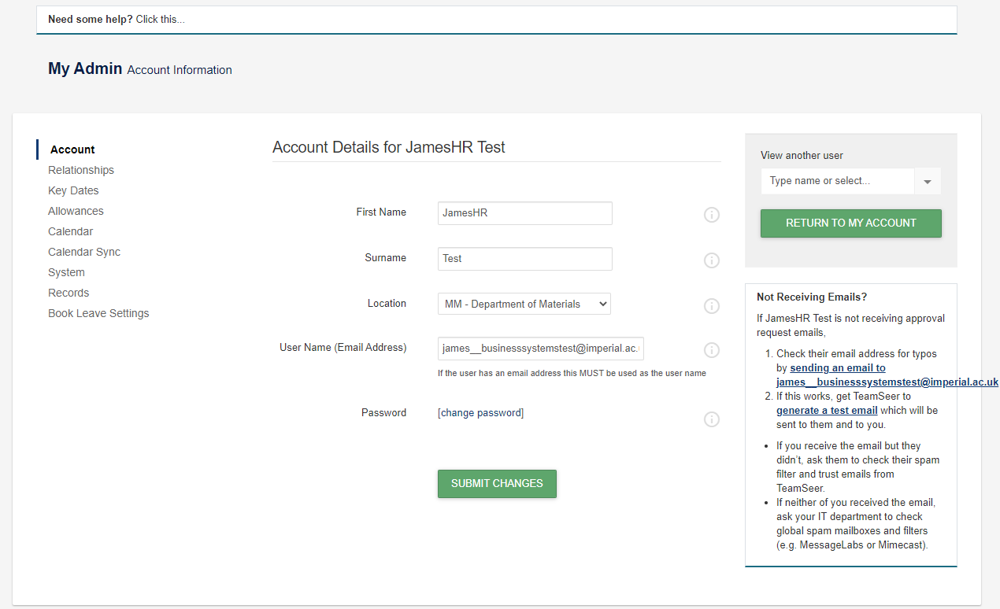 Need some help? Click this...
My Admin Account Information
Account
Relationships
Key Dates
Allowances
Calendar
Calendar Sync
System
Records
Book Leave Settings
Account Details for JamesHR Test
First Name JamesHR
Surname Test
Location MM - Department of Materials
User Name (Email Address) james__businesssystemstest@imperial.ac.
If the user has an email address this MUST be used as the user name
Password [change password]
SUBMIT CHANGES
View another user
Type name or select...
RETURN TO MY ACCOUNT
Not Receiving Emails?
If JamesHR Test is not receiving approval
request emails,
1. Check their email address for typos
by sending an email to
james__businesssystemstest@imperial.ac.uk
2. If this works, get TeamSeer to
generate a test email which will be
sent to them and to you.
• If you receive the email but they
didn't, ask them to check their spam
filter and trust emails from
TeamSeer.
• If neither of you received the email,
ask your IT department to check
global spam mailboxes and filters
(e.g. MessageLabs or Mimecast).